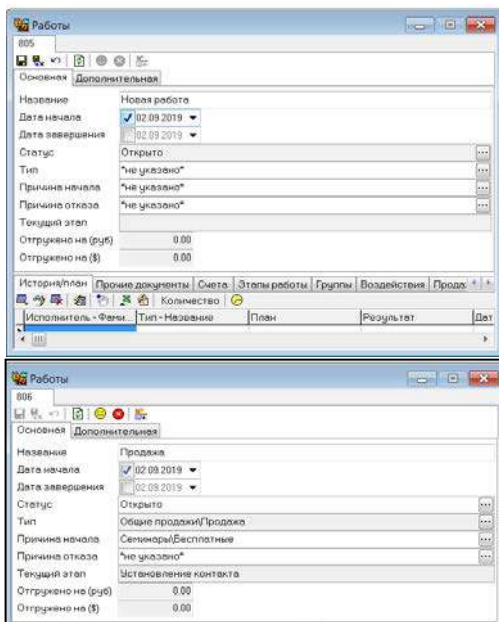 Работы
805
Основная Дополнительная
Название Новая работа
Дата начала 02.09.2019
Дата завершения 02.09.2019
Статус Открыто ...
Тип *не указано* ...
Причина начала *не указано* ...
Причина отказа *не указано* ...
Текущий этап
Отгружено на (руб) 0.00
Отгружено на ($) 0.00
История/план Прочие документы Счета Этапы работы Группы Воздействия Прода
Количество
Исполнитель - Фами... Тип - Название План Результат Дат
Работы
806
Основная Дополнительная
Название Продажа
Дата начала 02.09.2019
Дата завершения 02.09.2019
Статус Открыто ...
Тип Общие продажи\Продажа ...
Причина начала Семинары\Бесплатные ...
Причина отказа *не указано* ...
Текущий этап Установление контакта
Отгружено на (руб) 0.00
Отгружено на ($) 0.00